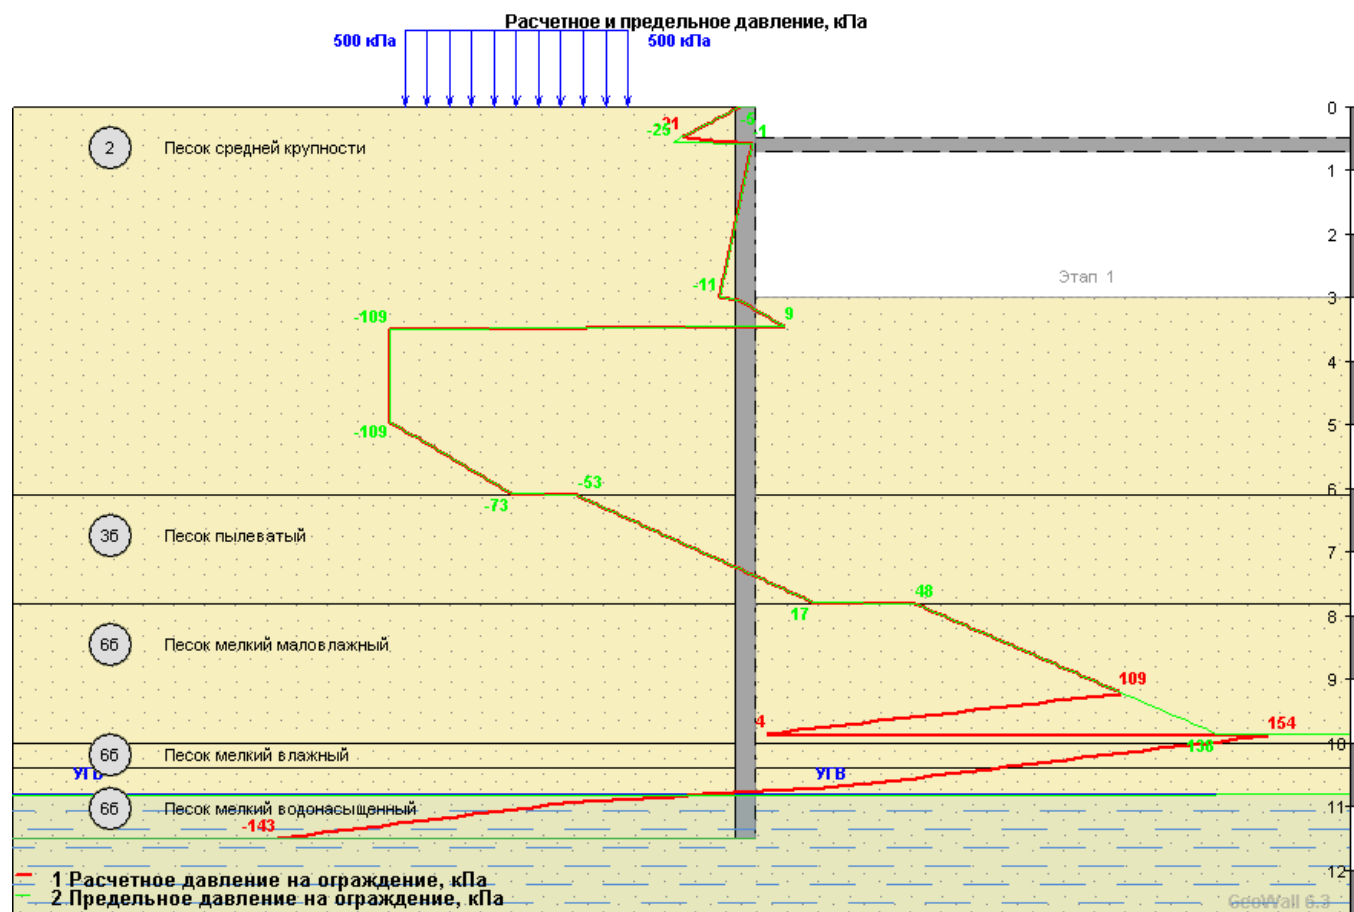 Расчетное и предельное давление, кПа
500 кПа
500 кПа
0
-5
-25
-1
2
Песок средней крупности
1
2
Этап 1
-11
3
9
-109
4
-109
5
-53
-73
6
3б
Песок пылеватый
7
48
17
8
6б
Песок мелкий маловлажный
109
9
4
154
138
10
6б
Песок мелкий влажный
УГВ
УГВ
6б
Песок мелкий водонасыщенный
11
-143
12
1 Расчетное давление на ограждение, кПа
2 Предельное давление на ограждение, кПа
GeoWall 6.3